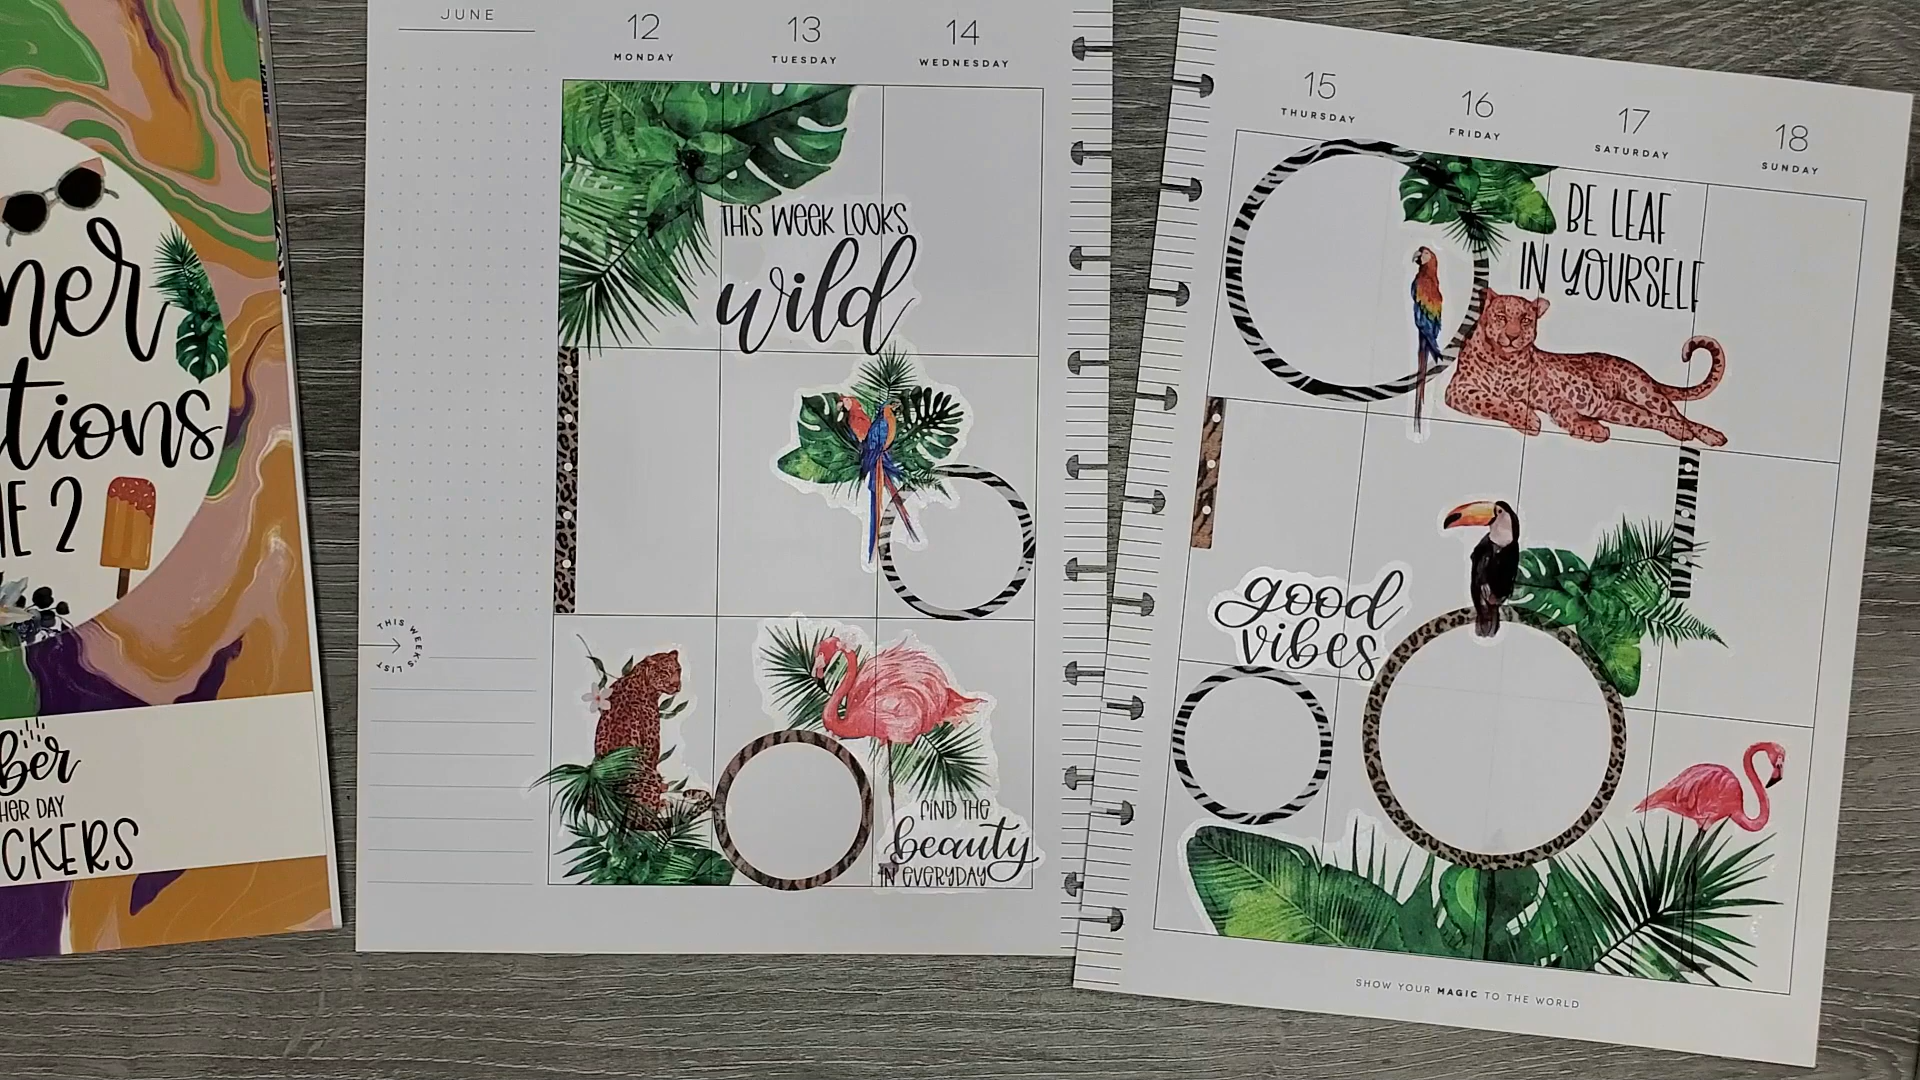 JUNE
12
MONDAY
13
TUESDAY
14
WEDNESDAY
THIS WEEK LOOKS
wild
THIS WEEK'S LIST
FIND THE
beauty
IN EVERYDAY
15
THURSDAY
16
FRIDAY
17
SATURDAY
18
SUNDAY
BE LEAF
IN YOURSELF
good
vibes
SHOW YOUR MAGIC TO THE WORLD
ner
tions
E 2
ber
HER DAY
CKERS